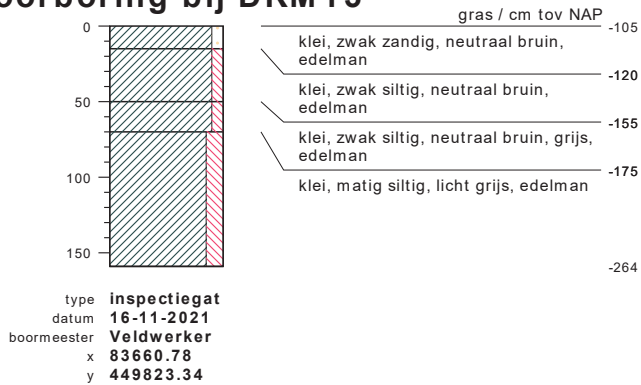 gras / cm tov NAP
0
-105
klei, zwak zandig, neutraal bruin,
edelman
-120
klei, zwak siltig, neutraal bruin,
edelman
50
-155
klei, zwak siltig, neutraal bruin, grijs,
edelman
-175
klei, matig siltig, licht grijs, edelman
100
150
-264
type inspectiegat
datum 16-11-2021
boormeester Veldwerker
x 83660.78
y 449823.34